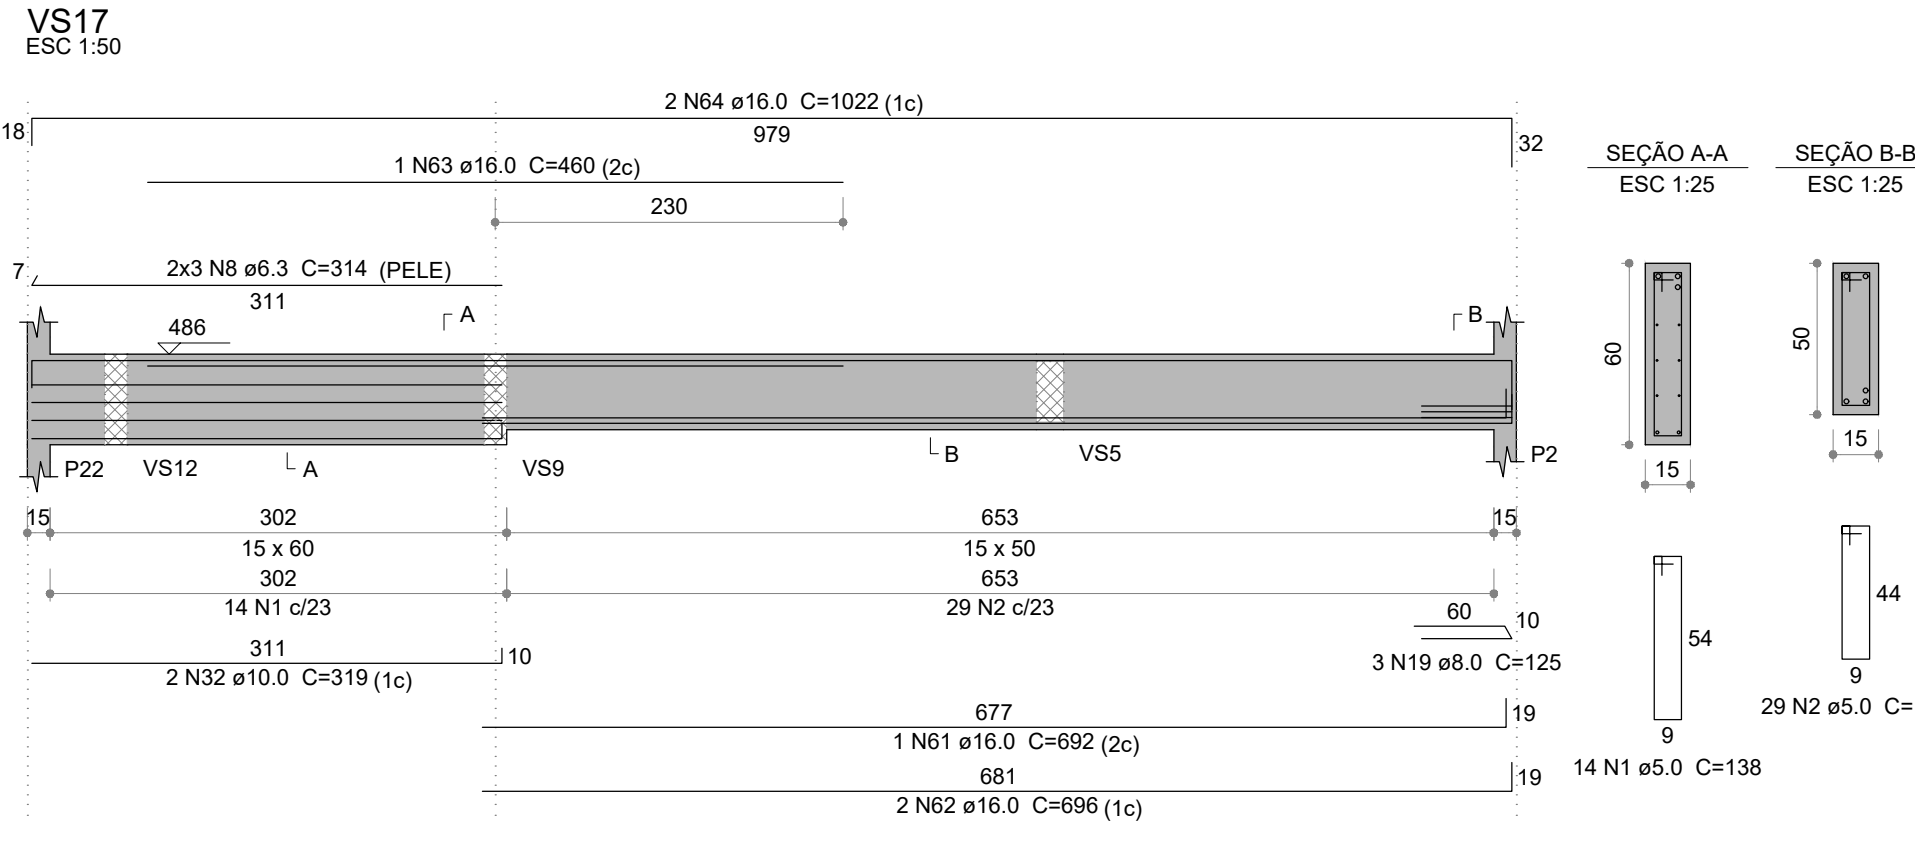 VS17
ESC 1:50
2 N64 ø16.0 C=1022 (1c)
18
979
32
1 N63 ø16.0 C=460 (2c)
230
7
2x3 N8 ø6.3 C=314 (PELE)
311
A
B
486
P22
VS12
A
VS9
B
VS5
P2
15
302
653
15
15 x 60
15 x 50
302
653
14 N1 c/23
29 N2 c/23
60
10
3 N19 ø8.0 C=125
311
10
2 N32 ø10.0 C=319 (1c)
677
19
1 N61 ø16.0 C=692 (2c)
681
19
2 N62 ø16.0 C=696 (1c)
SEÇÃO A-A
ESC 1:25
60
15
54
9
14 N1 ø5.0 C=138
SEÇÃO B-B
ESC 1:25
50
15
44
9
29 N2 ø5.0 C=